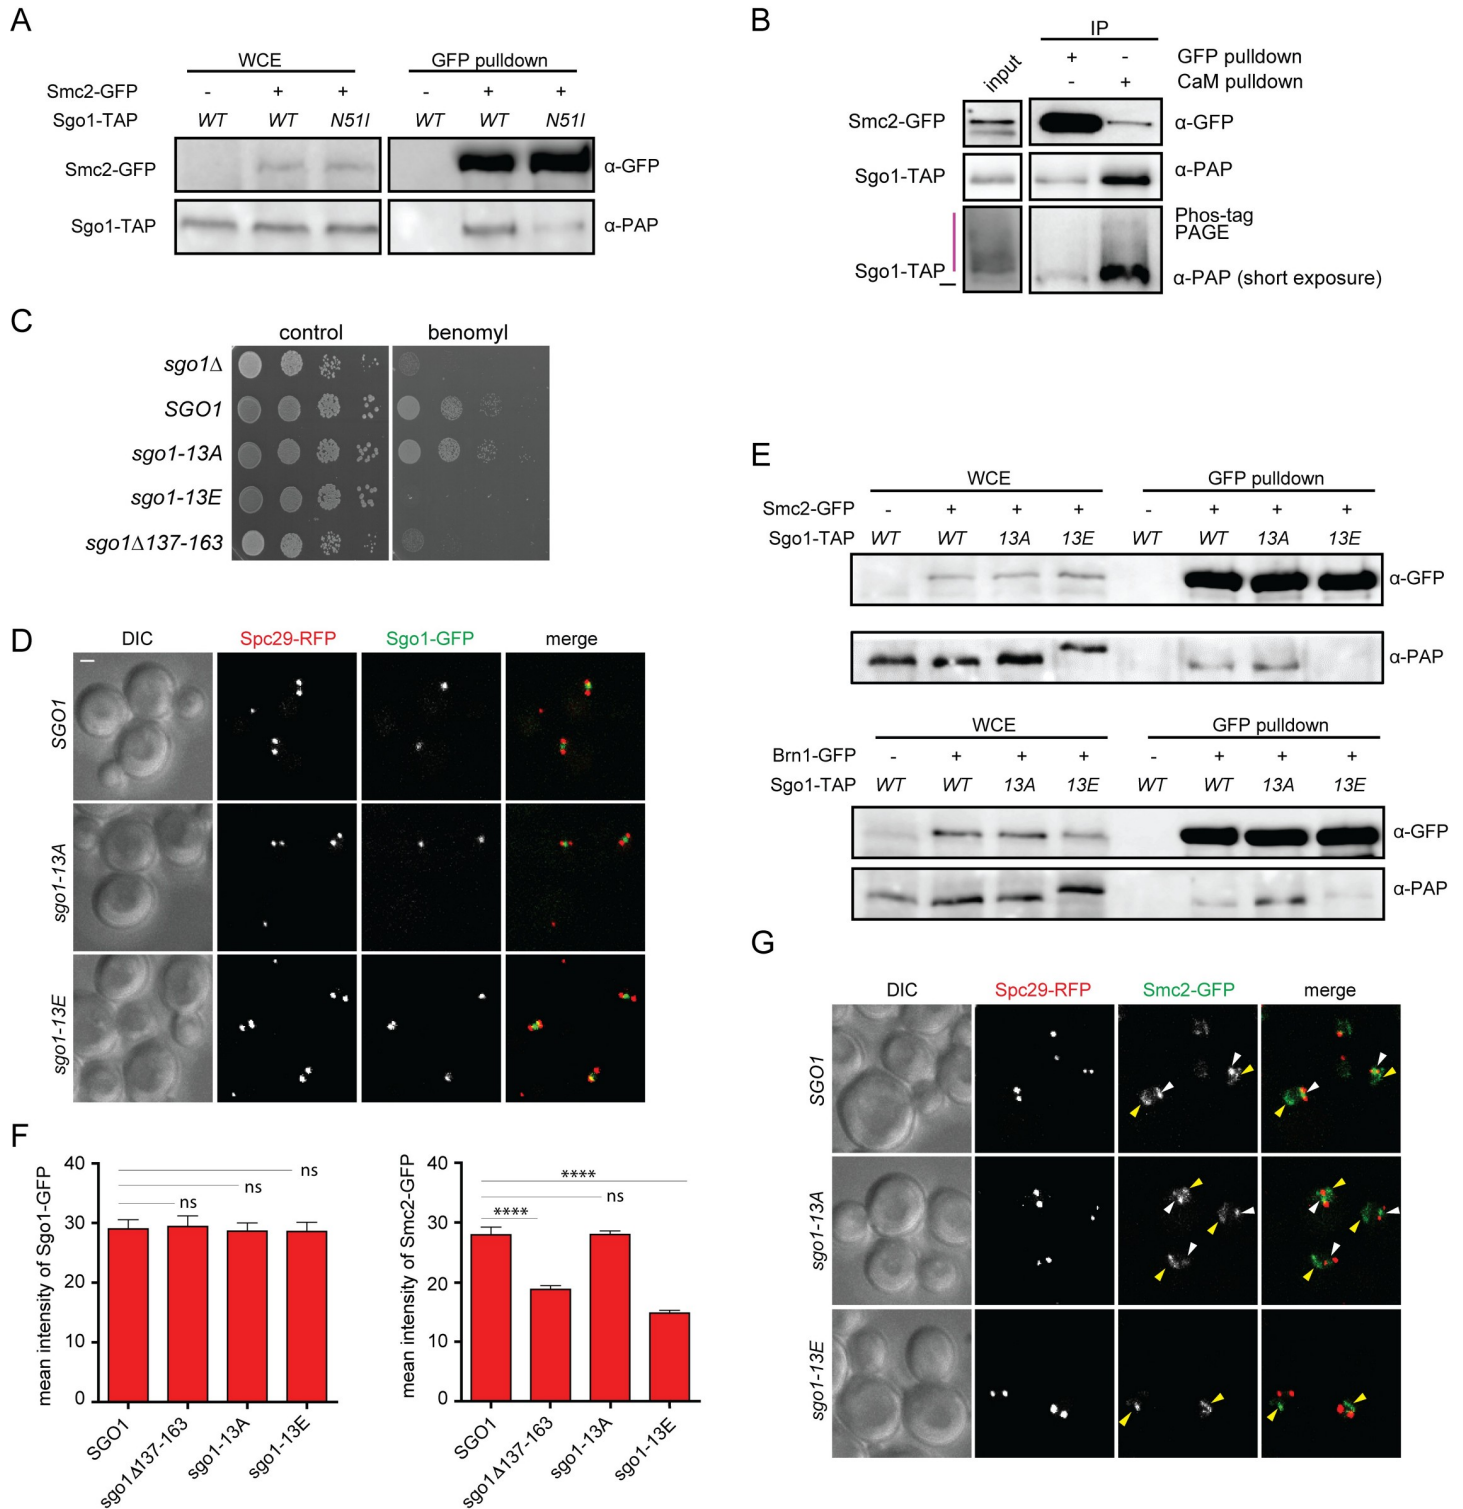 A
WCE
GFP pulldown
Smc2-GFP
-
+
+
-
+
+
Sgo1-TAP
WT
WT
N51I
WT
WT
N51I
Smc2-GFP
α-GFP
Sgo1-TAP
α-PAP
B
IP
input
+
-
GFP pulldown
-
+
CaM pulldown
Smc2-GFP
α-GFP
Sgo1-TAP
α-PAP
Phos-tag
PAGE
Sgo1-TAP
α-PAP (short exposure)
C
control
benomyl
sgo1Δ
SGO1
sgo1-13A
sgo1-13E
sgo1Δ137-163
D
DIC
Spc29-RFP
Sgo1-GFP
merge
SGO1
sgo1-13A
sgo1-13E
E
WCE
GFP pulldown
Smc2-GFP
-
+
+
+
-
+
+
+
Sgo1-TAP
WT
WT
13A
13E
WT
WT
13A
13E
α-GFP
α-PAP
WCE
GFP pulldown
Brn1-GFP
-
+
+
+
-
+
+
+
Sgo1-TAP
WT
WT
13A
13E
WT
WT
13A
13E
α-GFP
α-PAP
F
mean intensity of Sgo1-GFP
40
30
20
10
0
ns
ns
ns
SGO1
sgo1Δ137-163
sgo1-13A
sgo1-13E
mean intensity of Smc2-GFP
40
30
20
10
0
****
ns
****
SGO1
sgo1Δ137-163
sgo1-13A
sgo1-13E
G
DIC
Spc29-RFP
Smc2-GFP
merge
SGO1
sgo1-13A
sgo1-13E